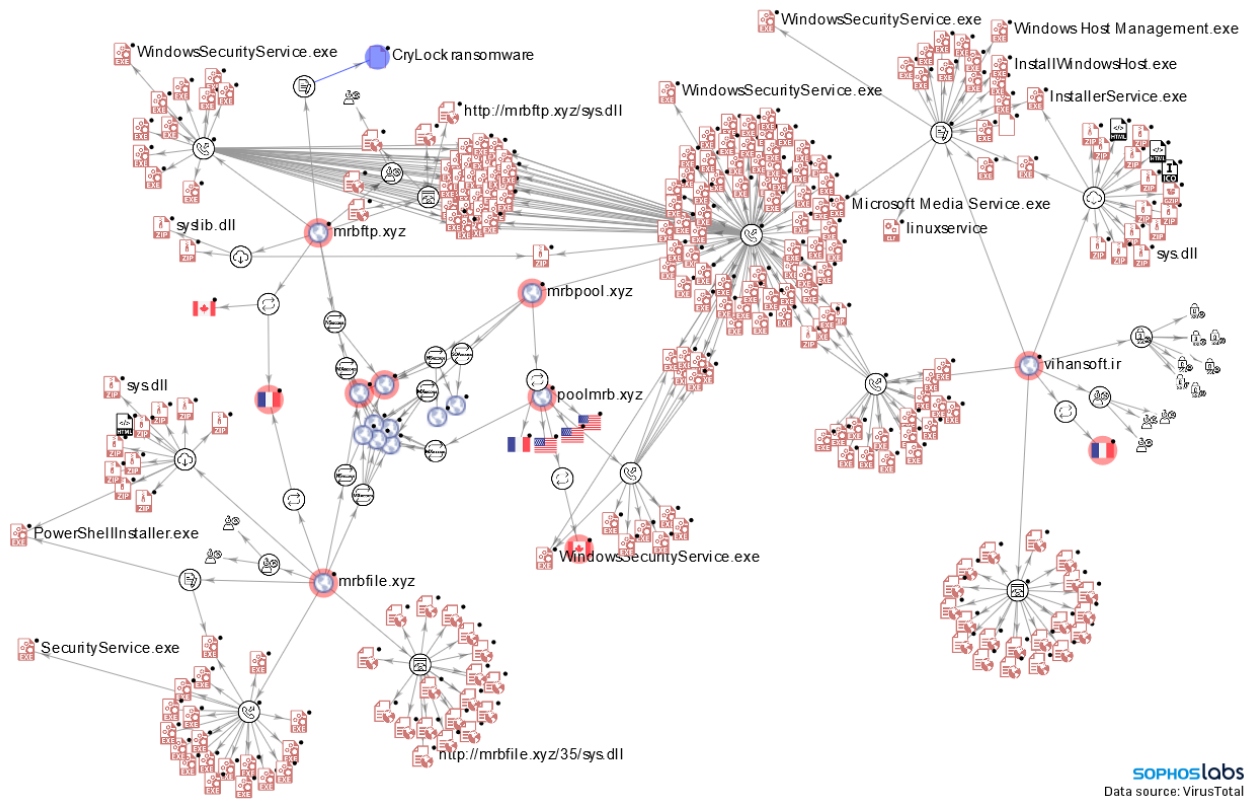 WindowsSecurityService.exe
CryLock ransomware
http://mrbftp.xyz/sys.dll
syslib.dll
mrbftp.xyz
WindowsSecurityService.exe
WindowsSecurityService.exe
Windows Host Management.exe
InstallWindowsHost.exe
InstallerService.exe
Microsoft Media Service.exe
linuxservice
sys.dll
mrbpool.xyz
poolmrb.xyz
vihansoft.ir
sys.dll
PowerShellInstaller.exe
WindowsSecurityService.exe
mrbfile.xyz
SecurityService.exe
http://mrbfile.xyz/35/sys.dll
SOPHOSlabs
Data source: VirusTotal